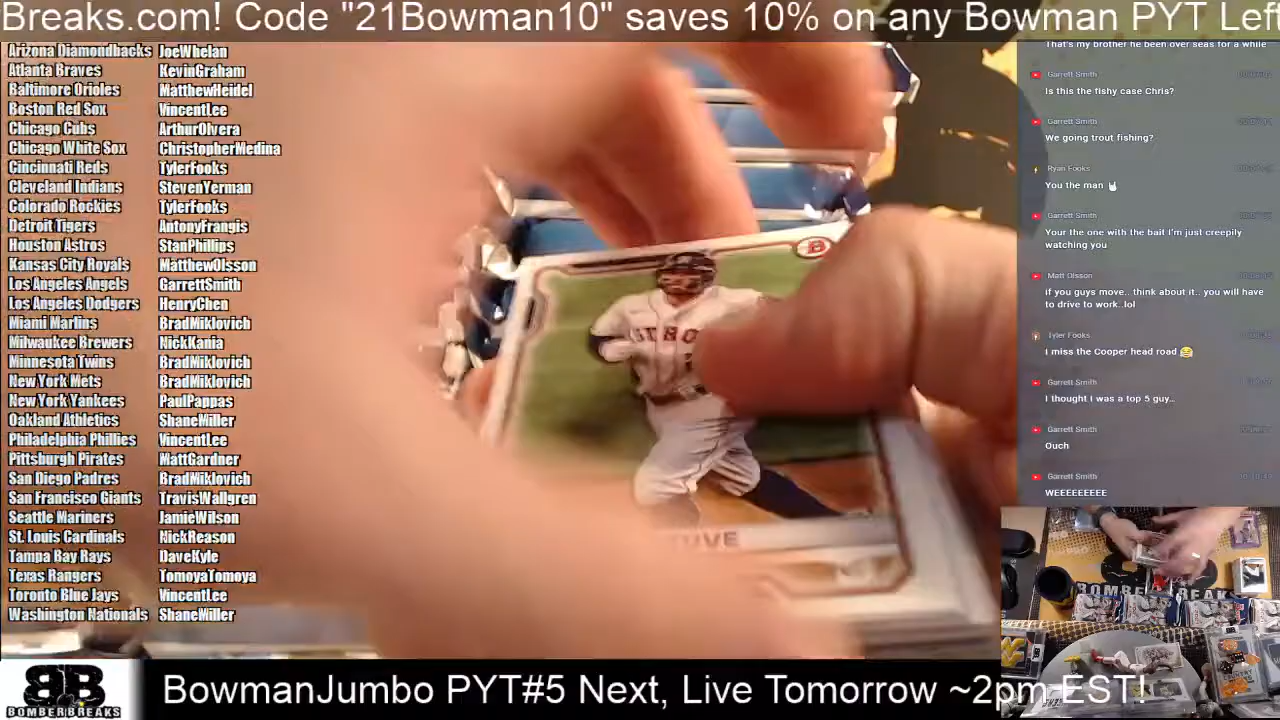 Breaks.com! Code "21Bowman10" saves 10% on any Bowman PYT Left
Arizona Diamondbacks JoeWhelan
Atlanta Braves KevinGraham
Baltimore Orioles MatthewHeidel
Boston Red Sox VincentLee
Chicago Cubs ArthurOlvera
Chicago White Sox ChristopherMedina
Cincinnati Reds TylerFooks
Cleveland Indians StevenYerman
Colorado Rockies TylerFooks
Detroit Tigers AntonyFrangis
Houston Astros StanPhillips
Kansas City Royals MatthewOlsson
Los Angeles Angels GarrettSmith
Los Angeles Dodgers HenryChen
Miami Marlins BradMiklovich
Milwaukee Brewers NickKania
Minnesota Twins BradMiklovich
New York Mets BradMiklovich
New York Yankees PaulPappas
Oakland Athletics ShaneMiller
Philadelphia Phillies VincentLee
Pittsburgh Pirates MattGardner
San Diego Padres BradMiklovich
San Francisco Giants TravisWallgren
Seattle Mariners JamieWilson
St. Louis Cardinals NickReason
Tampa Bay Rays DaveKyle
Texas Rangers TomoyaTomoya
Toronto Blue Jays VincentLee
Washington Nationals ShaneMiller
B
That's my brother he been over seas for a while
Garrett Smith
Is this the fishy case Chris?
Garrett Smith
We going trout fishing?
Ryan Fooks
You the man 🤘
Garrett Smith
Your the one with the bait I'm just creepily
watching you
Matt Olsson
if you guys move.. think about it.. you will have
to drive to work..lol
Tyler Fooks
I miss the Cooper head road 😂
Garrett Smith
I thought I was a top 5 guy..
Garrett Smith
Ouch
Garrett Smith
WEEEEEEEEE
BOMBERBREAKS
BB
BOMBERBREAKS
BowmanJumbo PYT#5 Next, Live Tomorrow ~2pm EST!